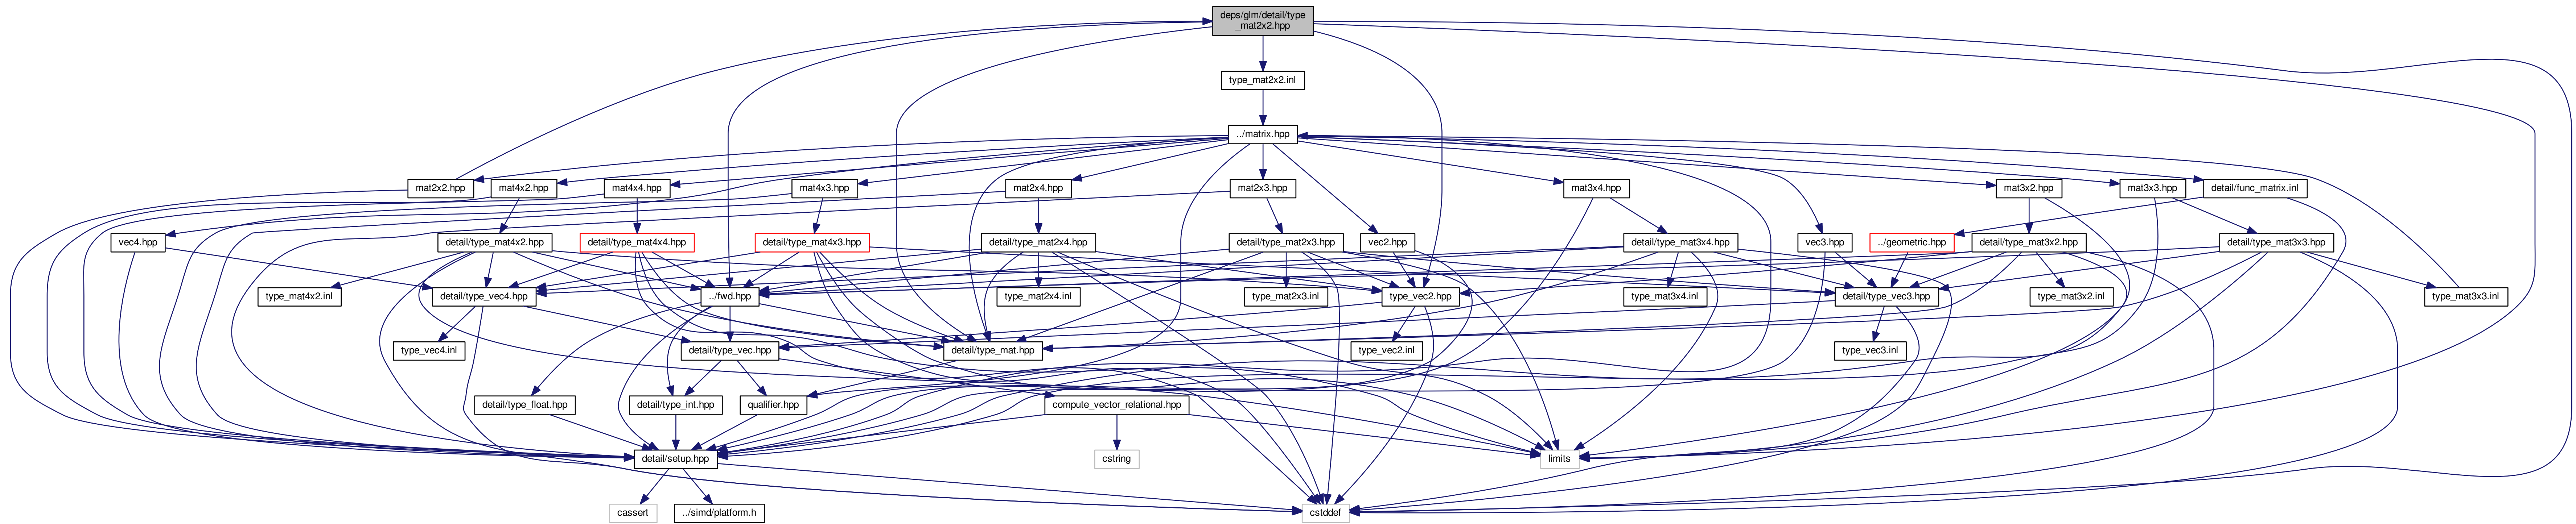 deps/glm/detail/type
_mat2x2.hpp
type_mat2x2.inl
../matrix.hpp
mat2x2.hpp
mat4x2.hpp
mat4x4.hpp
mat4x3.hpp
mat2x4.hpp
mat2x3.hpp
mat3x4.hpp
mat3x2.hpp
mat3x3.hpp
detail/func_matrix.inl
vec4.hpp
detail/type_mat4x2.hpp
detail/type_mat4x4.hpp
detail/type_mat4x3.hpp
detail/type_mat2x4.hpp
detail/type_mat2x3.hpp
vec2.hpp
detail/type_mat3x4.hpp
vec3.hpp
../geometric.hpp
detail/type_mat3x2.hpp
detail/type_mat3x3.hpp
type_mat4x2.inl
detail/type_vec4.hpp
../fwd.hpp
type_mat2x4.inl
type_mat2x3.inl
type_vec2.hpp
type_mat3x4.inl
detail/type_vec3.hpp
type_mat3x2.inl
type_mat3x3.inl
type_vec4.inl
detail/type_vec.hpp
detail/type_mat.hpp
type_vec2.inl
type_vec3.inl
detail/type_float.hpp
detail/type_int.hpp
qualifier.hpp
compute_vector_relational.hpp
detail/setup.hpp
cstring
limits
cassert
../simd/platform.h
cstddef